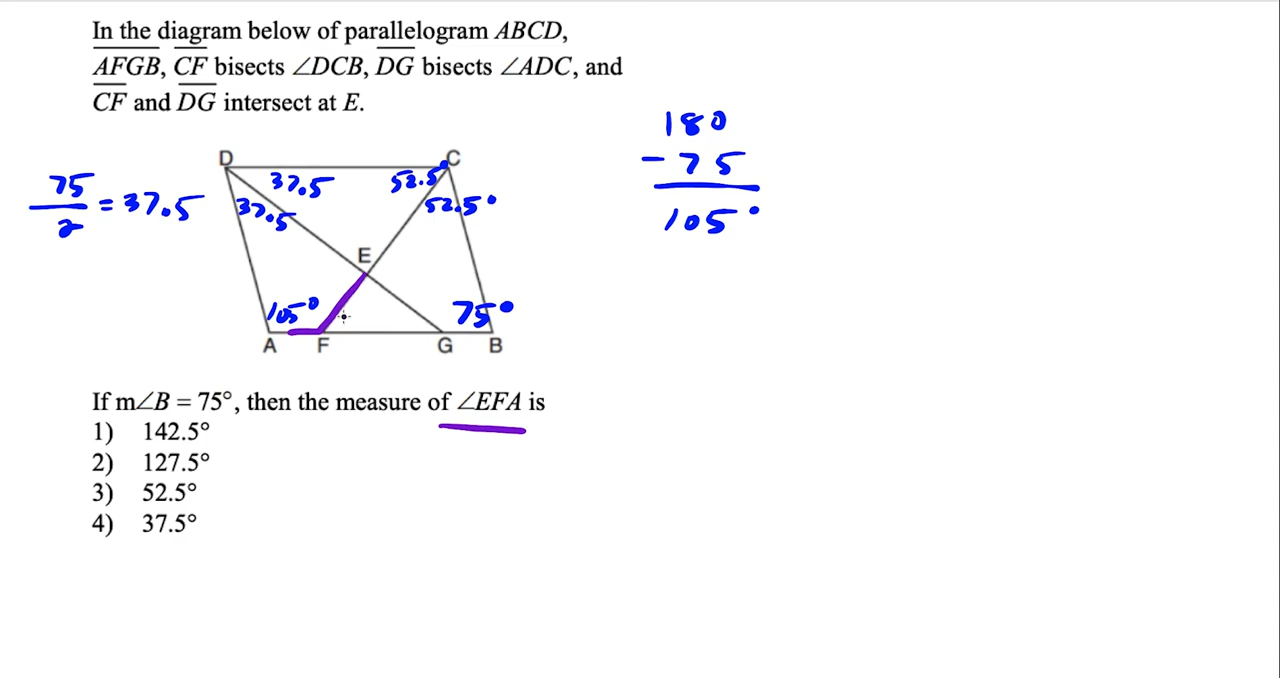 In the diagram below of parallelogram ABCD,
AFGB, CF bisects ∠DCB, DG bisects ∠ADC, and
CF and DG intersect at E.
180
- 75
105°
75
2
= 37.5
D
C
37.5
52.5
37.5
52.5°
E
105°
75°
A
F
G
B
If m∠B = 75°, then the measure of ∠EFA is
1) 142.5°
2) 127.5°
3) 52.5°
4) 37.5°